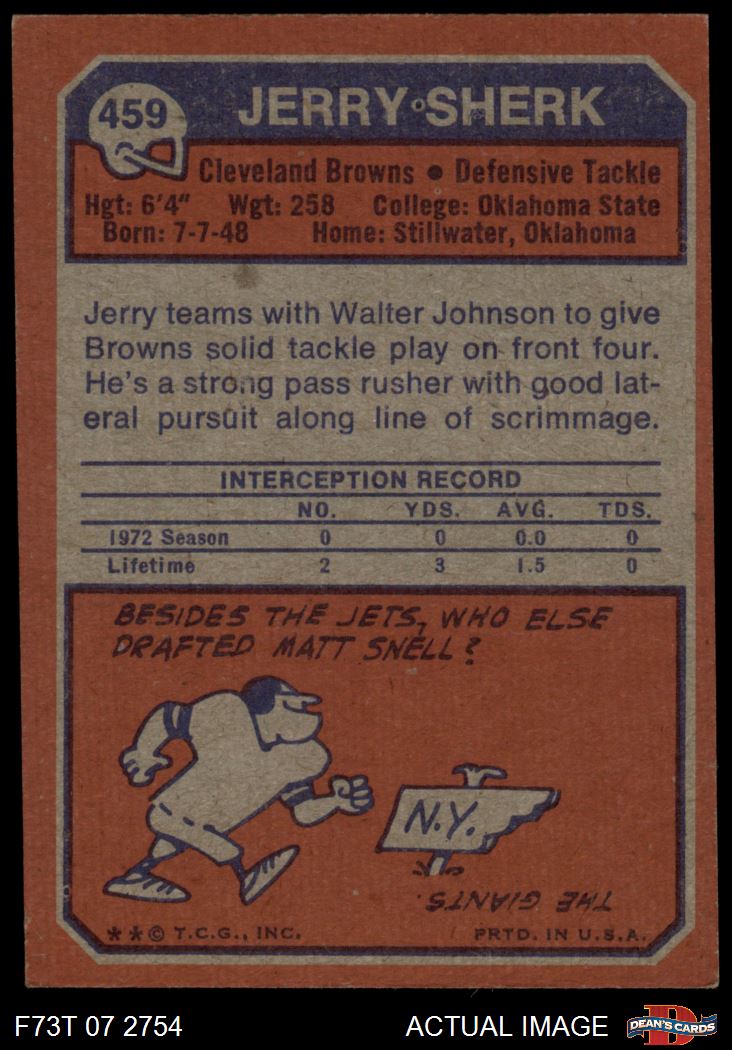 459
JERRY SHERK
Cleveland Browns ● Defensive Tackle
Hgt: 6'4" Wgt: 258 College: Oklahoma State
Born: 7-7-48 Home: Stillwater, Oklahoma
Jerry teams with Walter Johnson to give
Browns solid tackle play on front four.
He's a strong pass rusher with good lat-
eral pursuit along line of scrimmage.
INTERCEPTION RECORD
NO. YDS. AVG. TDS.
1972 Season 0 0 0.0 0
Lifetime 2 3 1.5 0
BESIDES THE JETS, WHO ELSE
DRAFTED MATT SNELL?
N.Y.
THE GIANTS.
**© T.C.G., INC. PRTD. IN U.S.A.
F73T 07 2754 ACTUAL IMAGE D DEAN'S CARDS